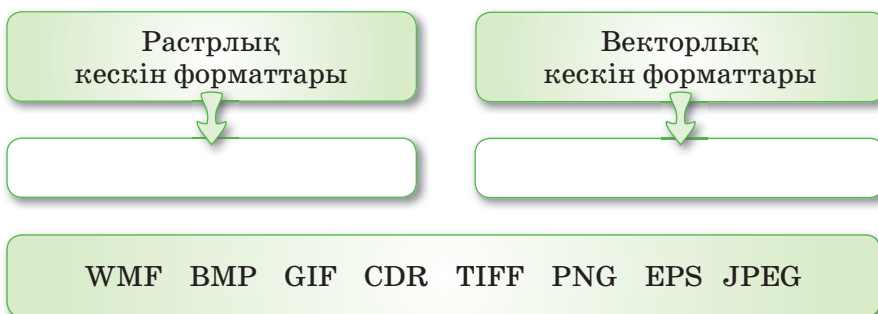 Растрлық
кескін форматтары
Векторлық
кескін форматтары
WMF BMP GIF CDR TIFF PNG EPS JPEG